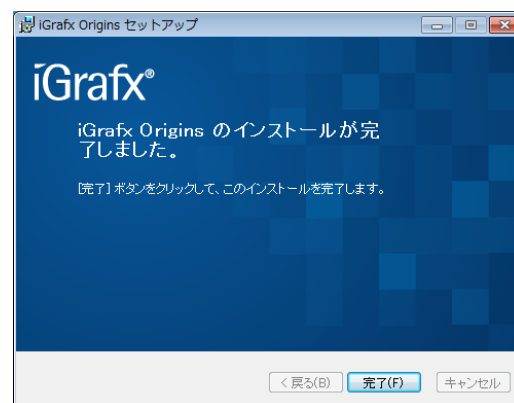 iGrafx Origins セットアップ
iGrafx®
iGrafx Origins のインストールが完
了しました。
[完了] ボタンをクリックして、このインストールを完了します。
< 戻る(B)
完了(F)
キャンセル